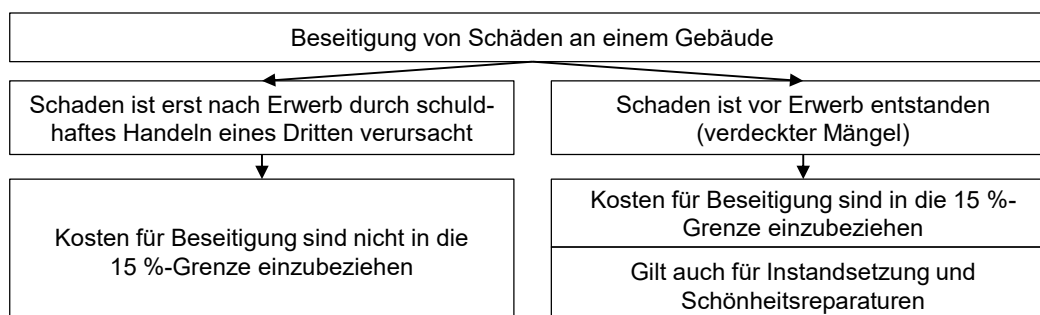 Beseitigung von Schäden an einem Gebäude
Schaden ist erst nach Erwerb durch schuld-
haftes Handeln eines Dritten verursacht
Schaden ist vor Erwerb entstanden
(verdeckter Mängel)
Kosten für Beseitigung sind nicht in die
15 %-Grenze einzubeziehen
Kosten für Beseitigung sind in die 15 %-
Grenze einzubeziehen
Gilt auch für Instandsetzung und
Schönheitsreparaturen